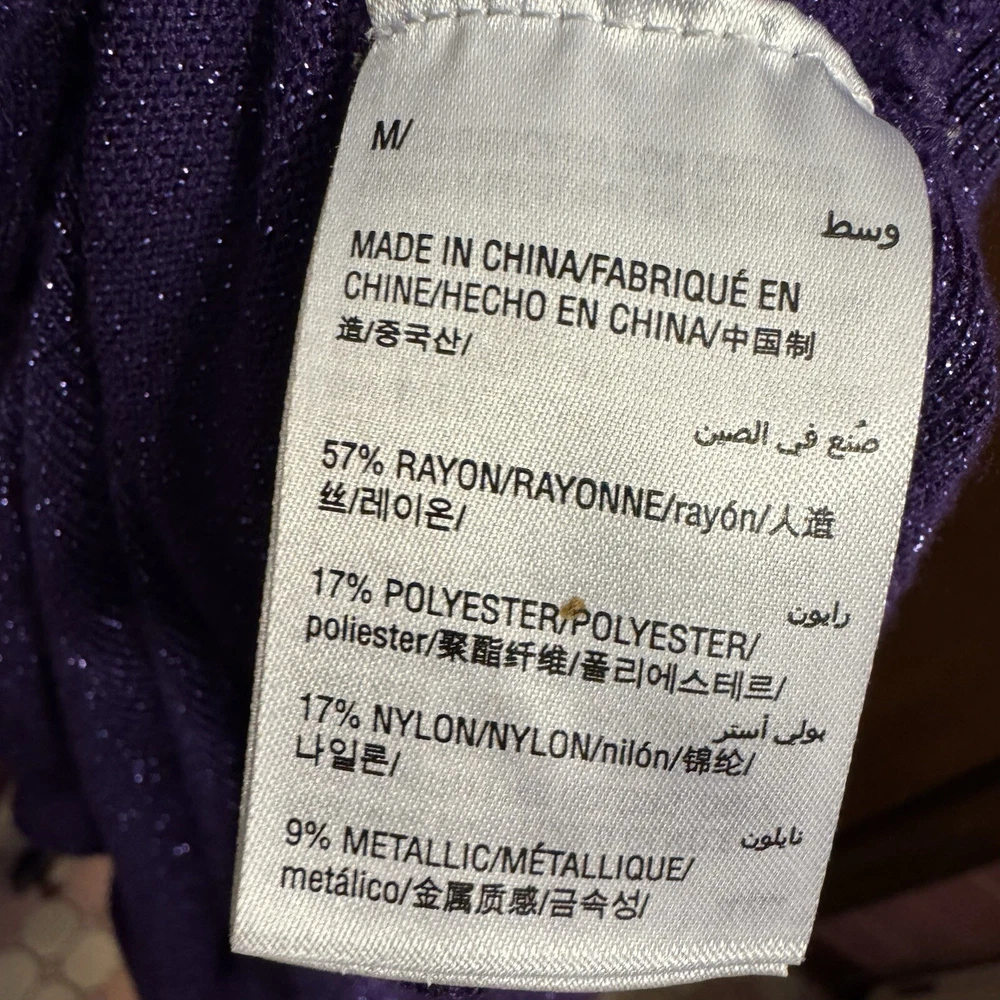 M/
وسط
MADE IN CHINA/FABRIQUÉ EN
CHINE/HECHO EN CHINA/中国制
造/중국산/
صُنع في الصين
57% RAYON/RAYONNE/rayón/人造
丝/레이온/
رايون
17% POLYESTER/POLYESTER/
poliester/聚酯纤维/폴리에스테르/
بولي أستر
17% NYLON/NYLON/nilón/锦纶/
나일론/
نايلون
9% METALLIC/MÉTALLIQUE/
metálico/金属质感/금속성/